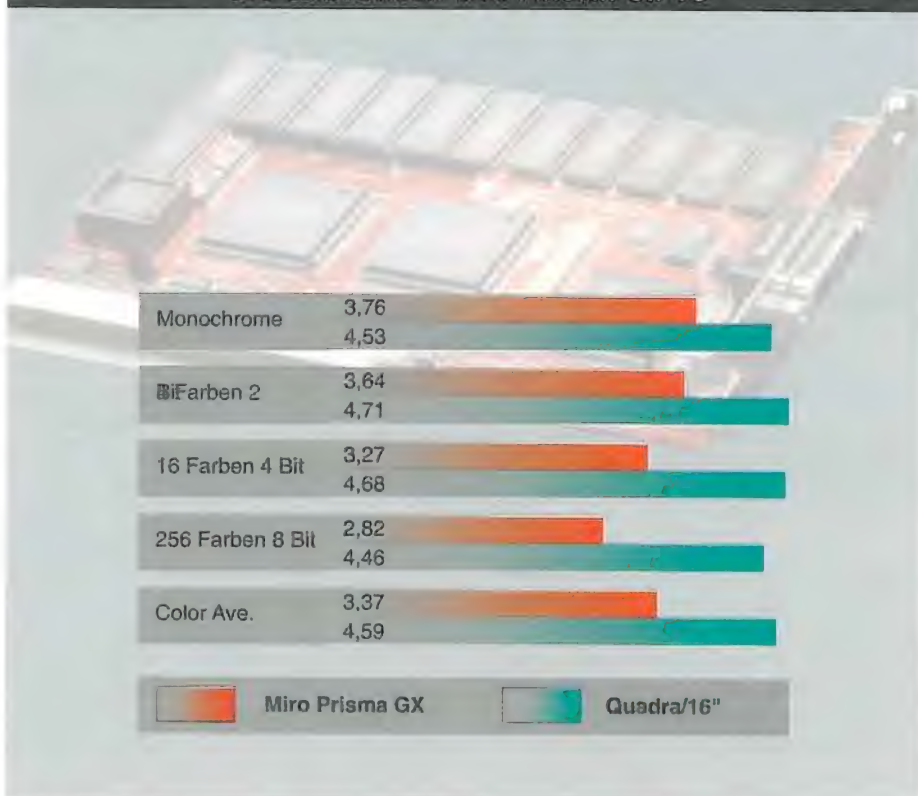 Monochrome 3,76
4,53
Farben 2 3,64
4,71
16 Farben 4 Bit 3,27
4,68
256 Farben 8 Bit 2,82
4,46
Color Ave. 3,37
4,59
Miro Prisma GX Quadra/16"